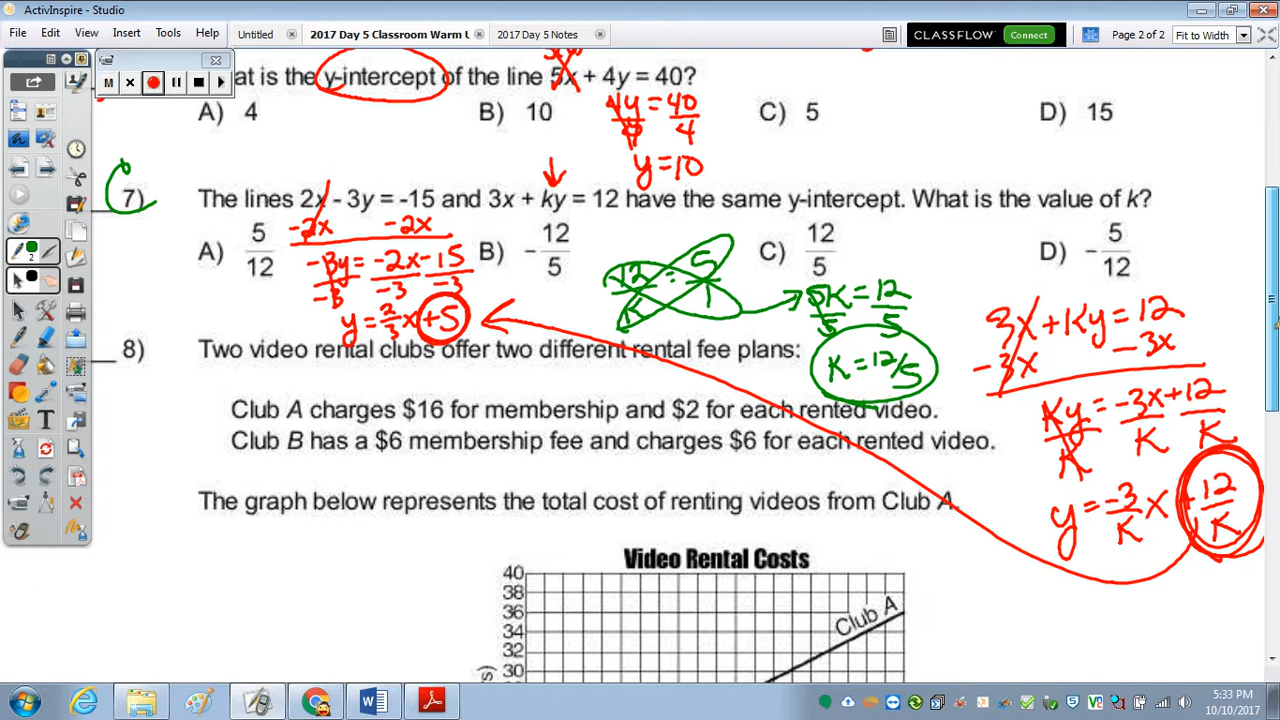 ActivInspire - Studio
File Edit View Insert Tools Help
Untitled 2017 Day 5 Classroom Warm U 2017 Day 5 Notes
CLASSFLOW Connect
Page 2 of 2 Fit to Width
M
at is the y-intercept of the line 5x + 4y = 40?
A) 4 B) 10 C) 5 D) 15
4y = 40
4 4
y = 10
7) The lines 2x - 3y = -15 and 3x + ky = 12 have the same y-intercept. What is the value of k?
A) 5/12 B) - 12/5 C) 12/5 D) - 5/12
-2x -2x
-3y = -2x - 15
-3 -3 -3
y = 2/3 x + 5
12/K = 5/1
5K = 12
5 5
K = 12/5
3x + Ky = 12
-3x -3x
Ky = -3x + 12
K K K
y = -3/K x + 12/K
8) Two video rental clubs offer two different rental fee plans:
Club A charges $16 for membership and $2 for each rented video.
Club B has a $6 membership fee and charges $6 for each rented video.
The graph below represents the total cost of renting videos from Club A.
Video Rental Costs
40
38
36
34
32
30
Club A
5:33 PM
10/10/2017